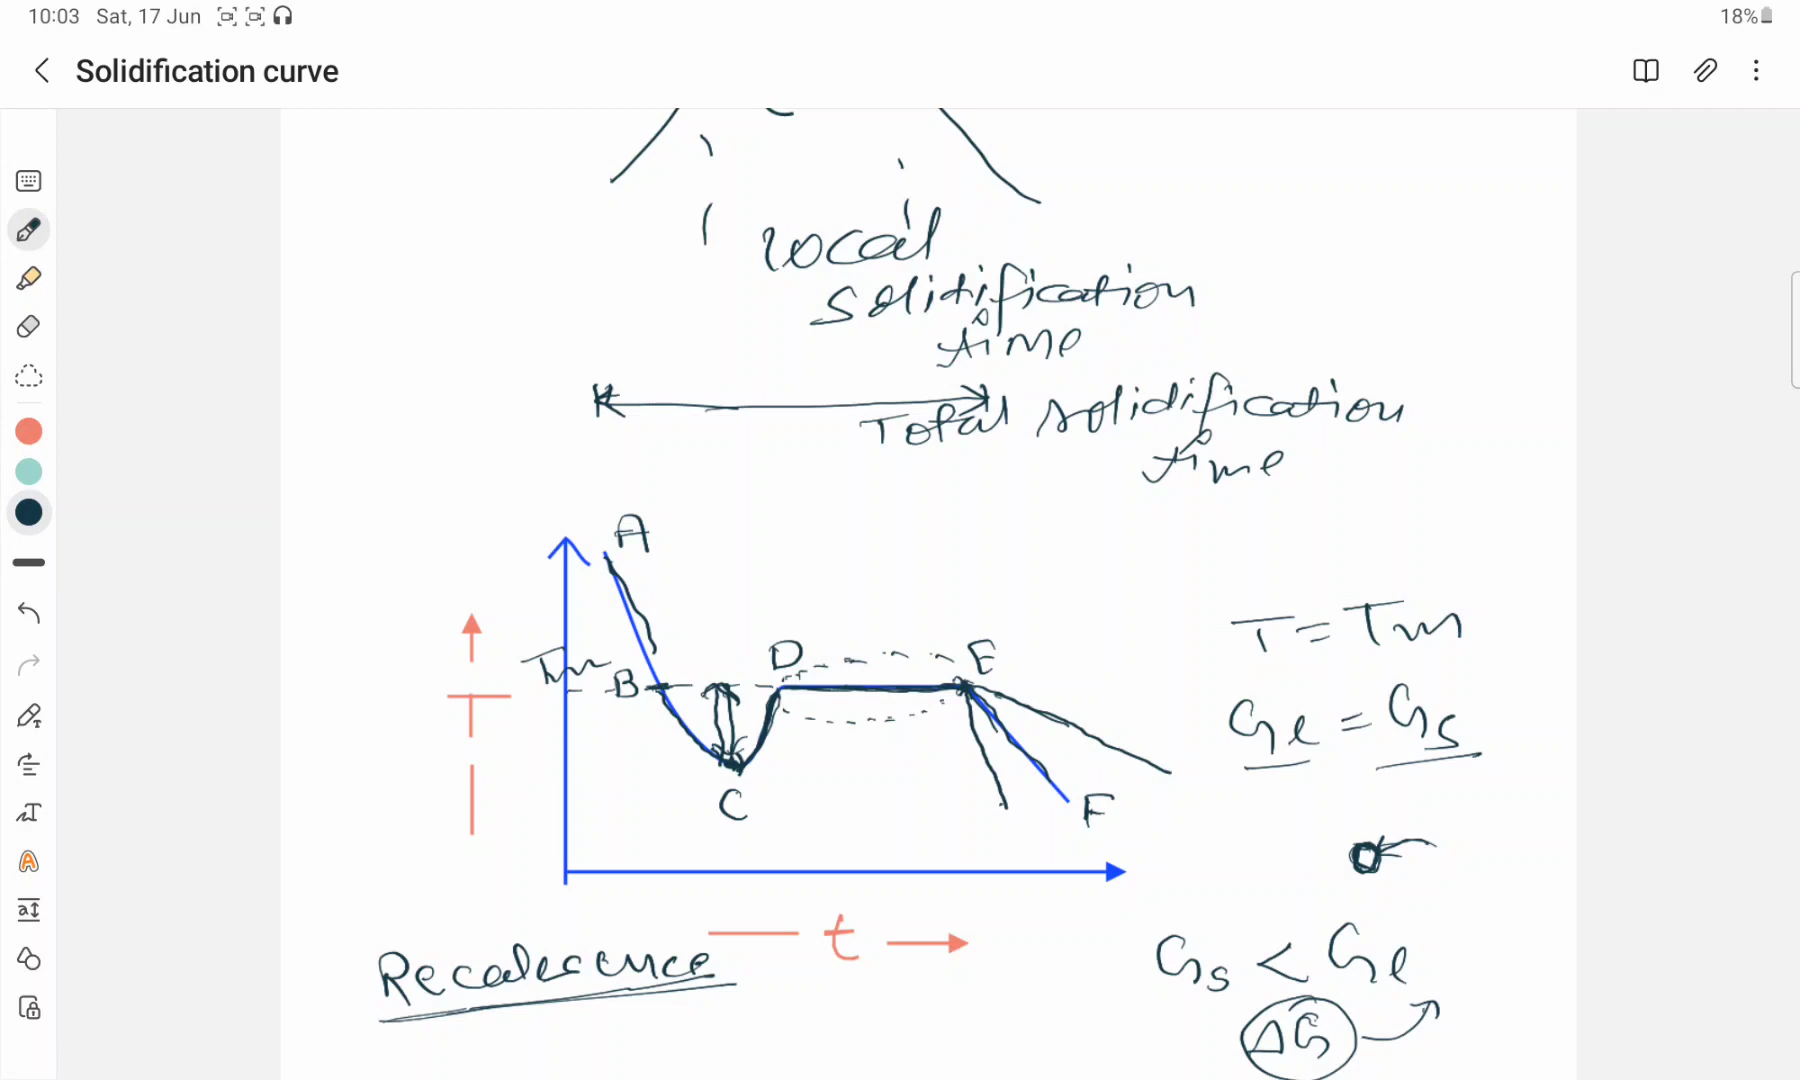 10:03 Sat, 17 Jun
18%
Solidification curve
local
solidification
time
Total solidification
time
A
Tm
B
D
E
C
F
T
t
T = Tm
Gl = Gs
Recalescence
Gs < Gl
ΔG